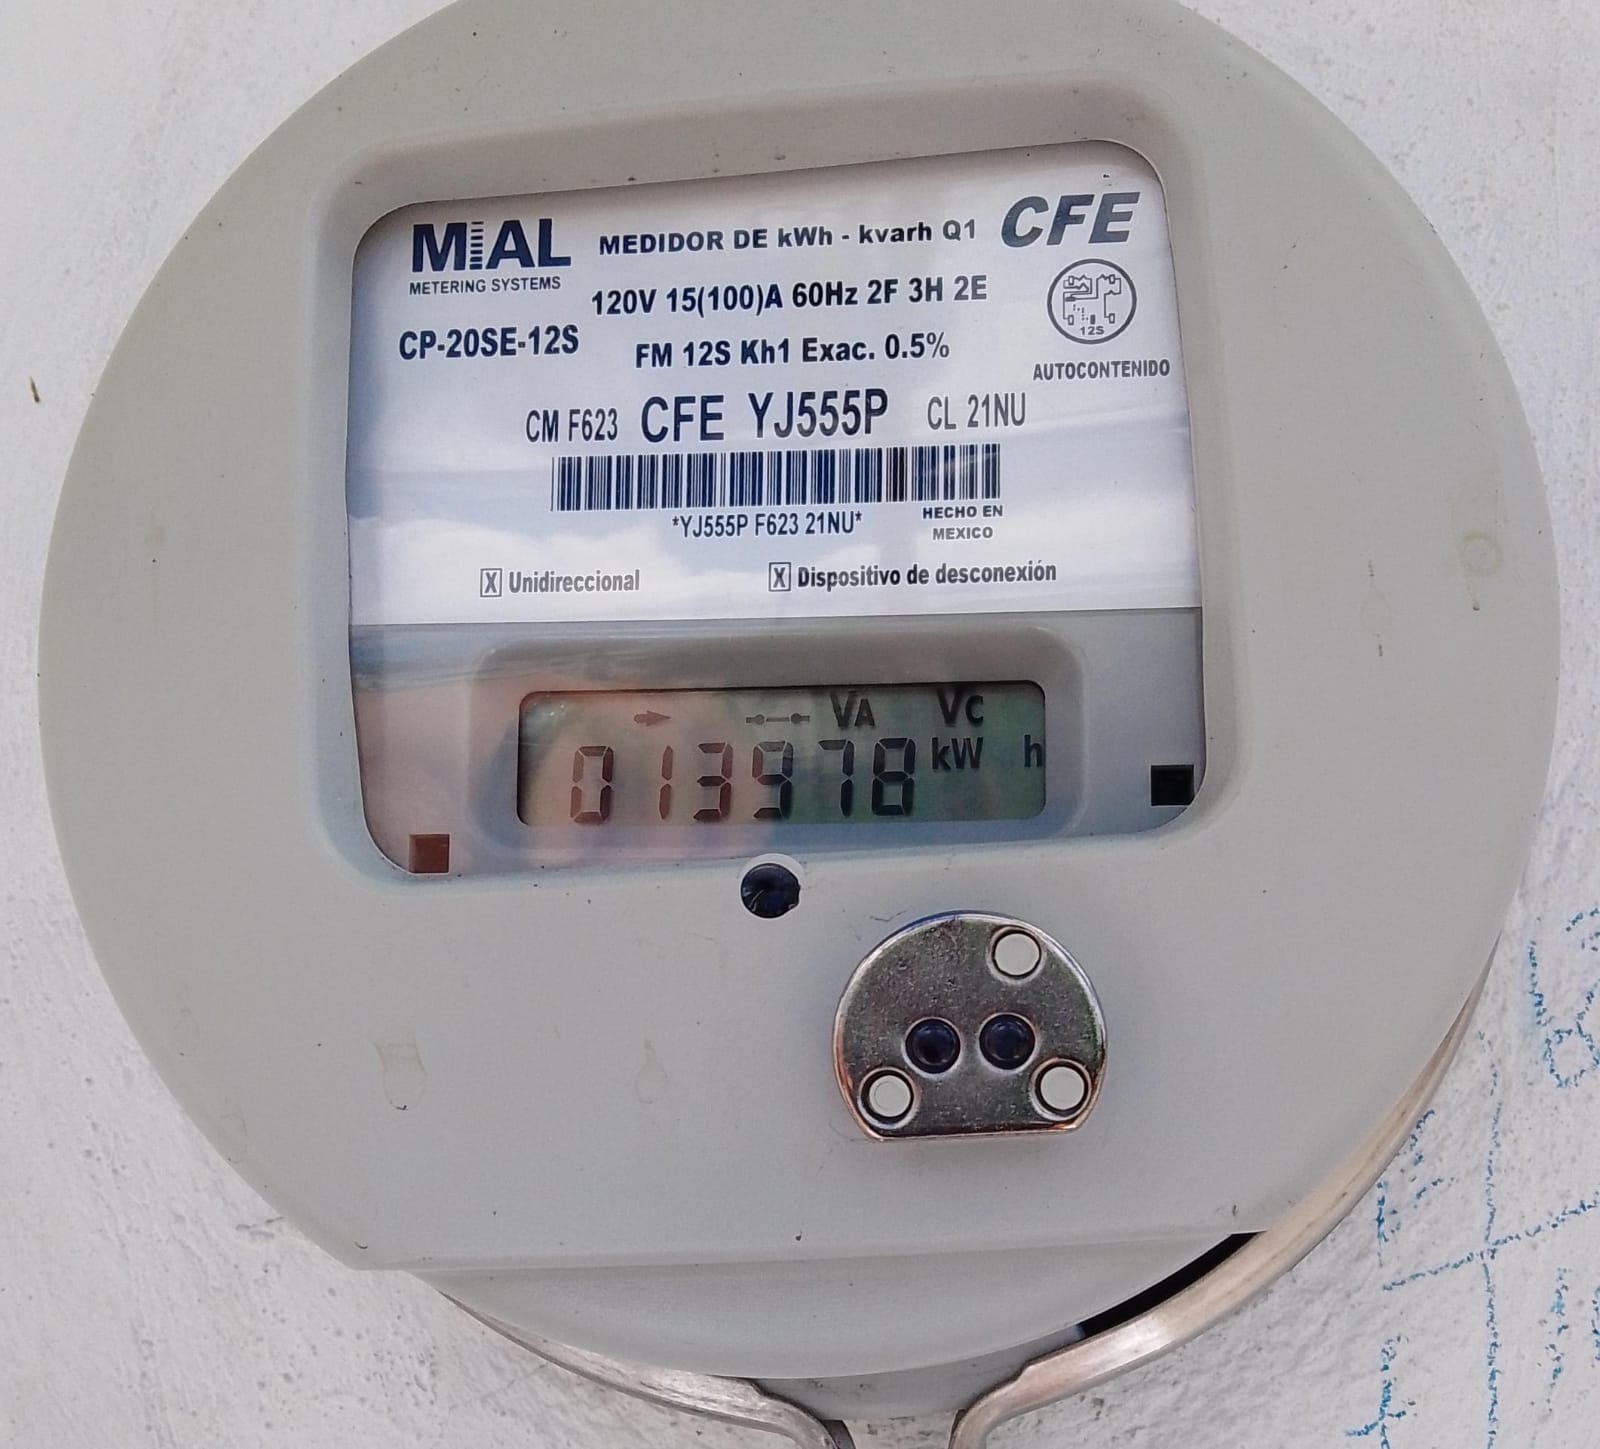 MIAL
METERING SYSTEMS
MEDIDOR DE kWh - kvarh Q1
CFE
120V 15(100)A 60Hz 2F 3H 2E
CP-20SE-12S
FM 12S Kh1 Exac. 0.5%
12S
AUTOCONTENIDO
CM F623 CFE YJ555P CL 21NU
*YJ555P F623 21NU*
HECHO EN
MEXICO
X Unidireccional
X Dispositivo de desconexión
VA VC
013978 kW h